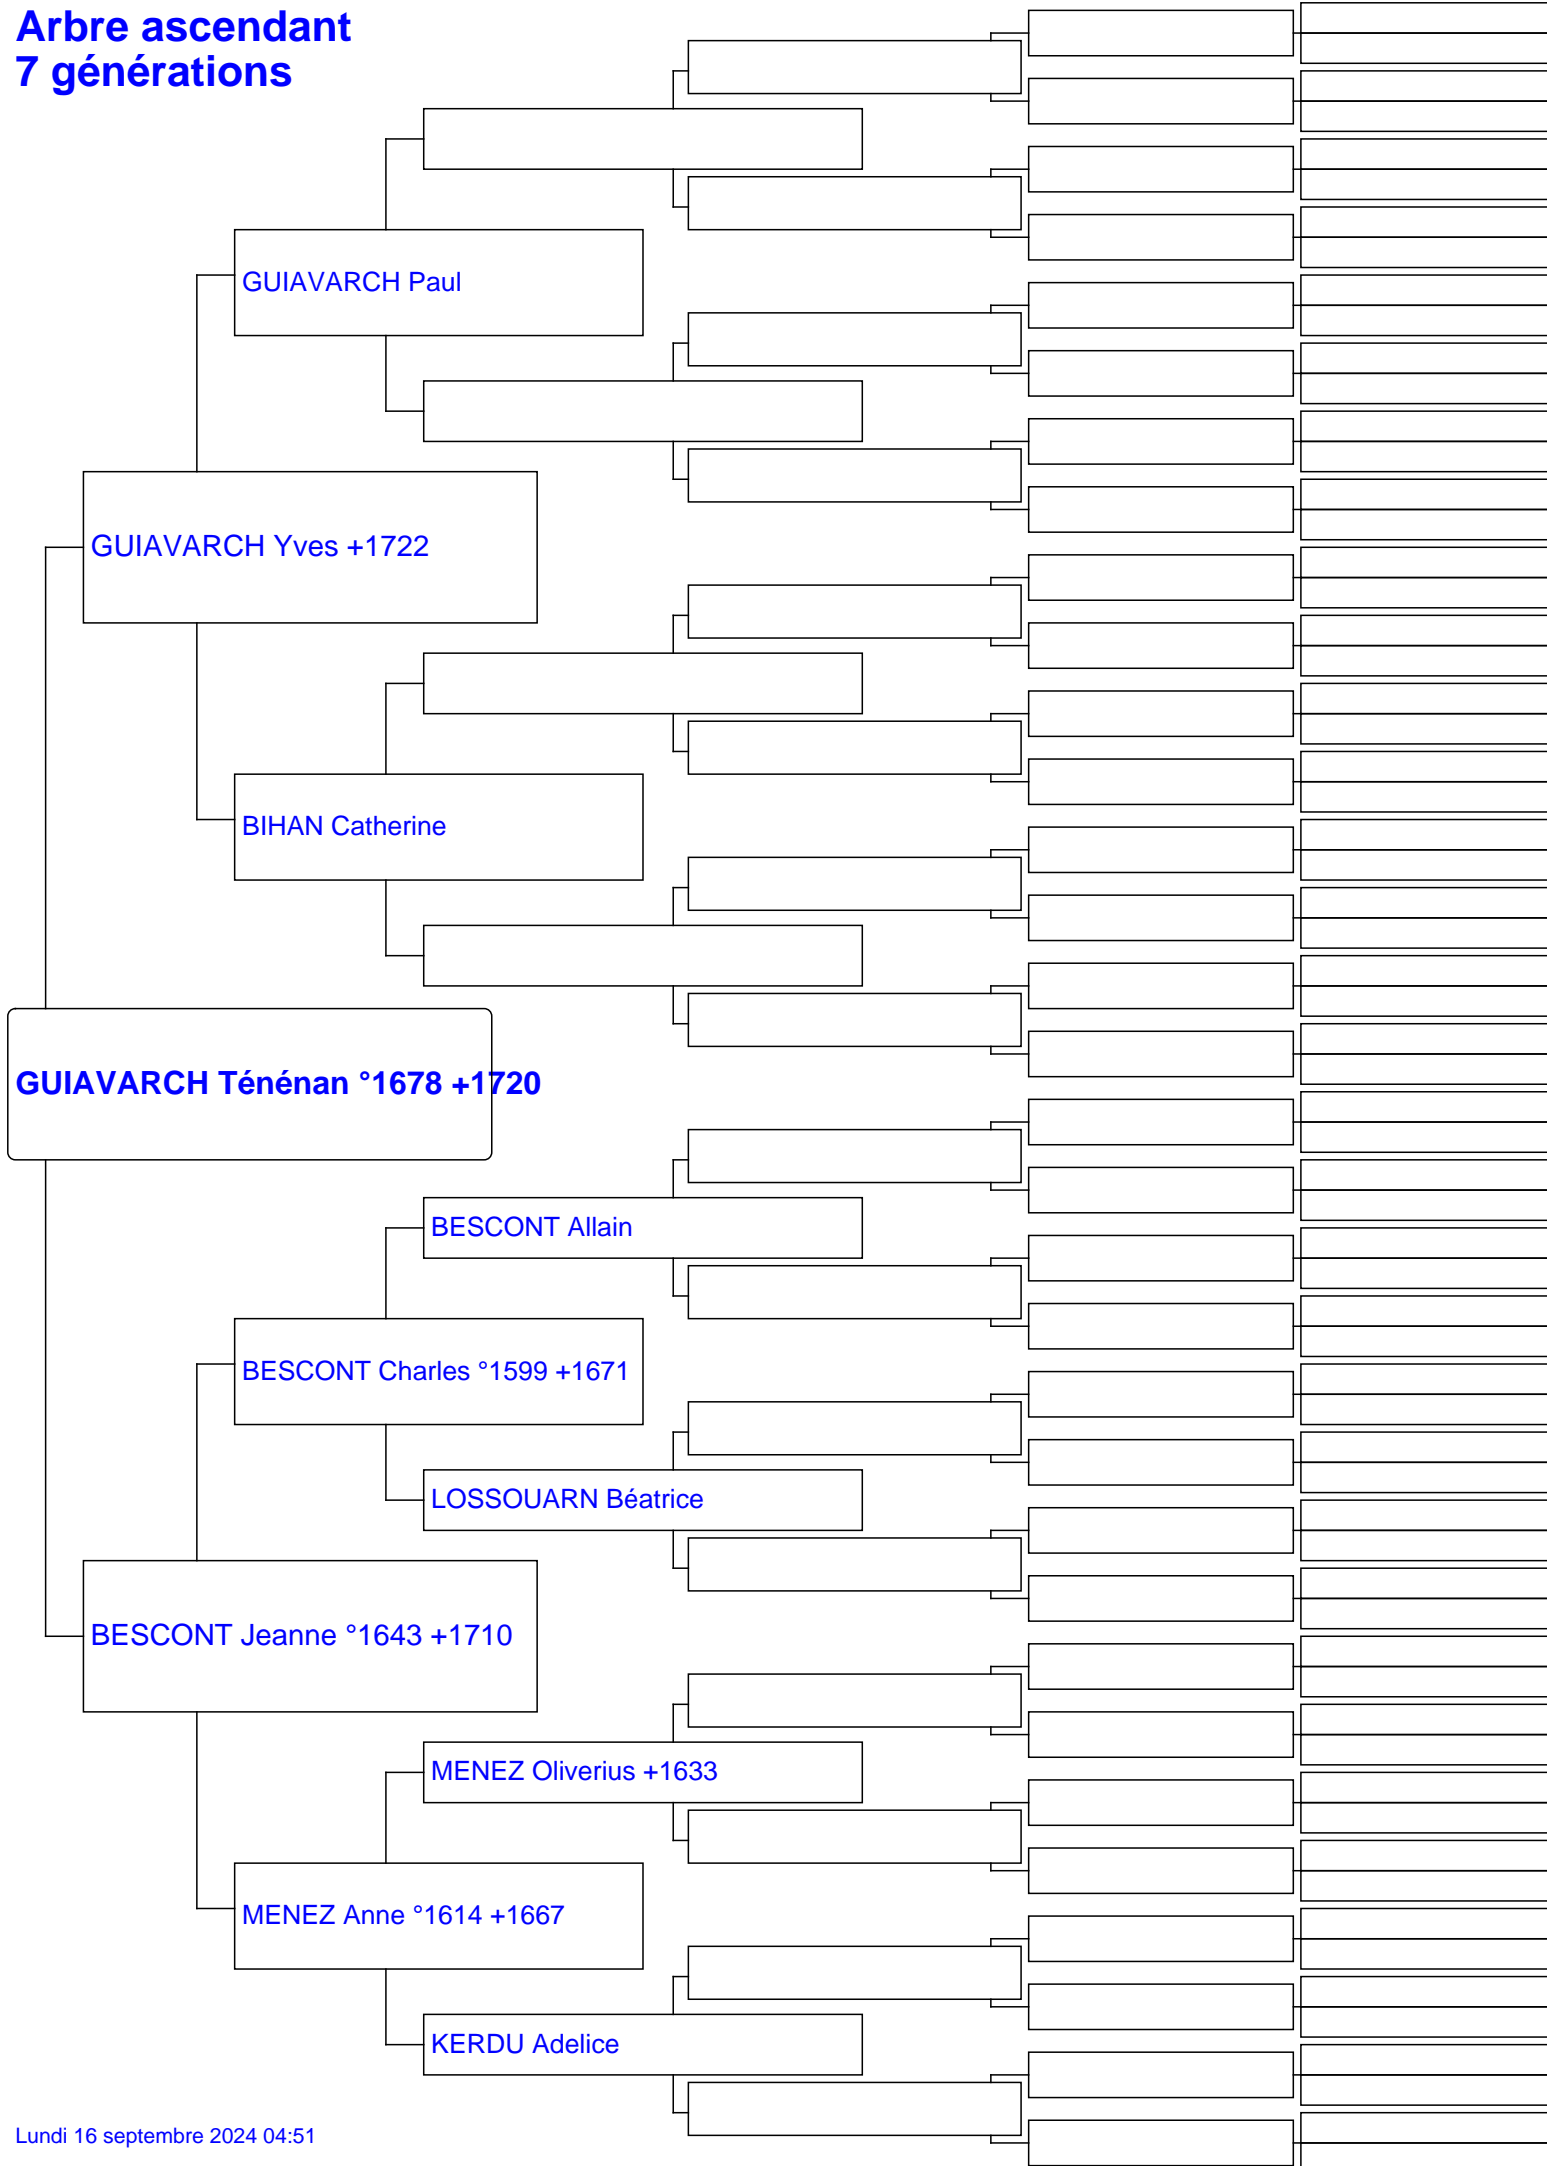 Arbre ascendant
7 générations
GUIAVARCH Paul
GUIAVARCH Yves +1722
BIHAN Catherine
GUIAVARCH Ténénan °1678 +1720
BESCONT Allain
BESCONT Charles °1599 +1671
LOSSOUARN Béatrice
BESCONT Jeanne °1643 +1710
MENEZ Oliverius +1633
MENEZ Anne °1614 +1667
KERDU Adelice
Lundi 16 septembre 2024 04:51